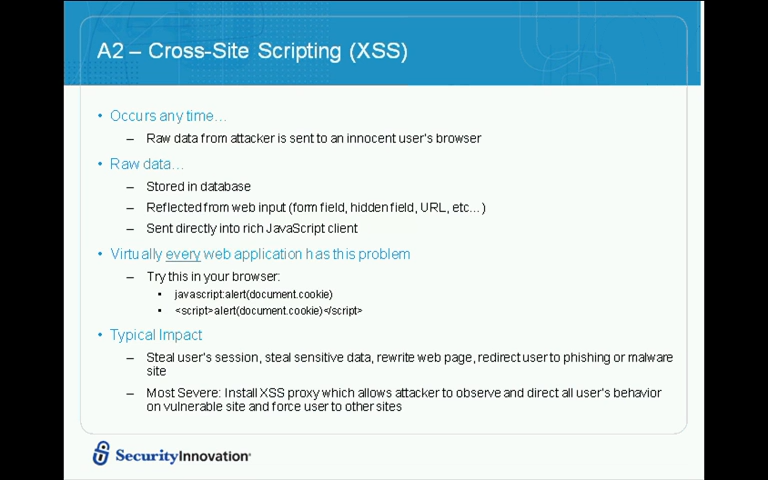 A2 – Cross-Site Scripting (XSS)
• Occurs any time…
– Raw data from attacker is sent to an innocent user's browser
• Raw data…
– Stored in database
– Reflected from web input (form field, hidden field, URL, etc…)
– Sent directly into rich JavaScript client
• Virtually every web application has this problem
– Try this in your browser:
• javascript:alert(document.cookie)
• <script>alert(document.cookie)</script>
• Typical Impact
– Steal user's session, steal sensitive data, rewrite web page, redirect user to phishing or malware
site
– Most Severe: Install XSS proxy which allows attacker to observe and direct all user's behavior
on vulnerable site and force user to other sites
SecurityInnovation